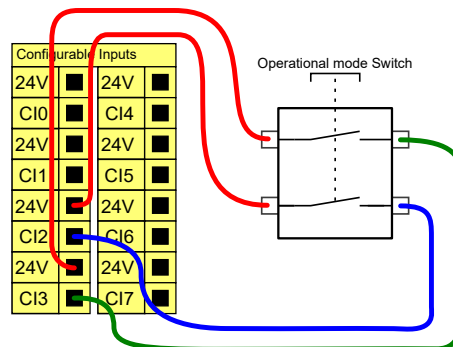 Configurable Inputs
24V 24V
CI0 CI4
24V 24V
CI1 CI5
24V 24V
CI2 CI6
24V 24V
CI3 CI7
Operational mode Switch